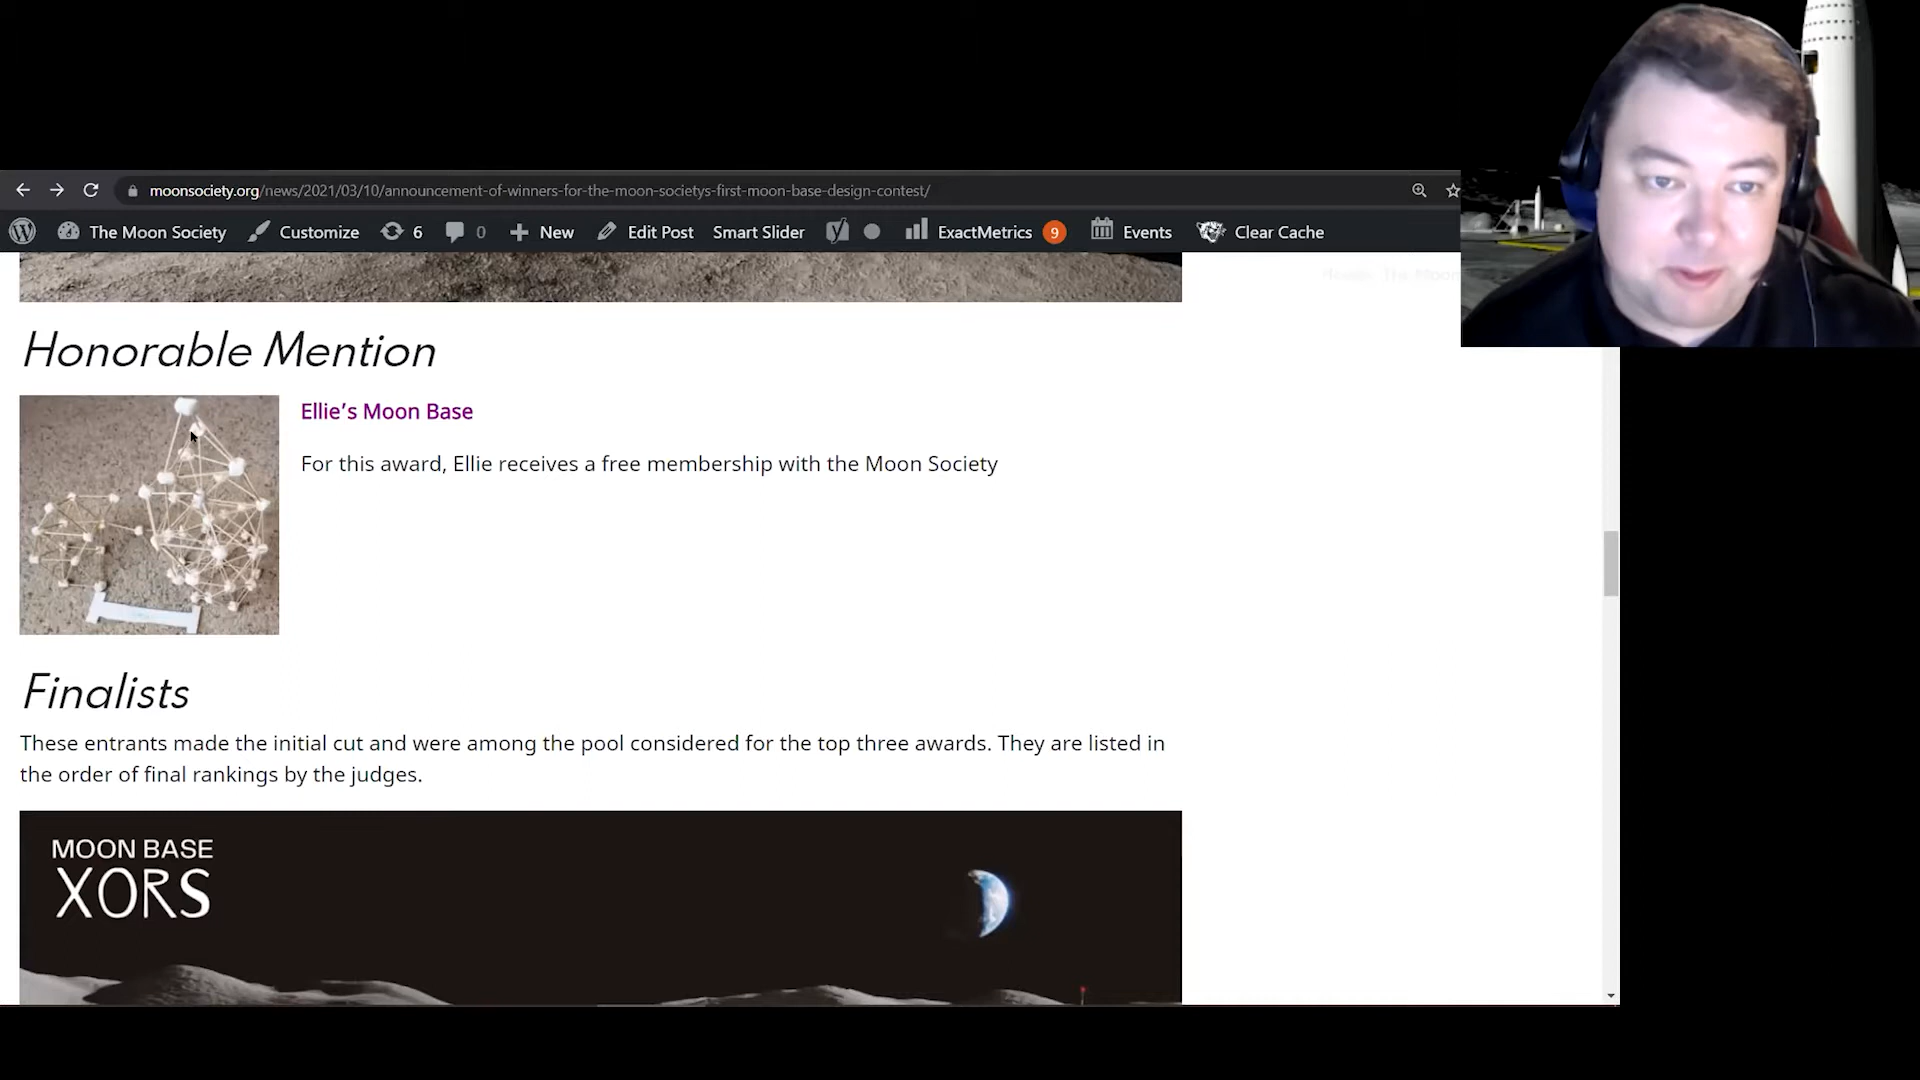 moonsociety.org/news/2021/03/10/announcement-of-winners-for-the-moon-societys-first-moon-base-design-contest/
The Moon Society Customize 6 0 New Edit Post Smart Slider ExactMetrics 9 Events Clear Cache
Honorable Mention
Ellie's Moon Base
For this award, Ellie receives a free membership with the Moon Society
Finalists
These entrants made the initial cut and were among the pool considered for the top three awards. They are listed in
the order of final rankings by the judges.
MOON BASE
XORS